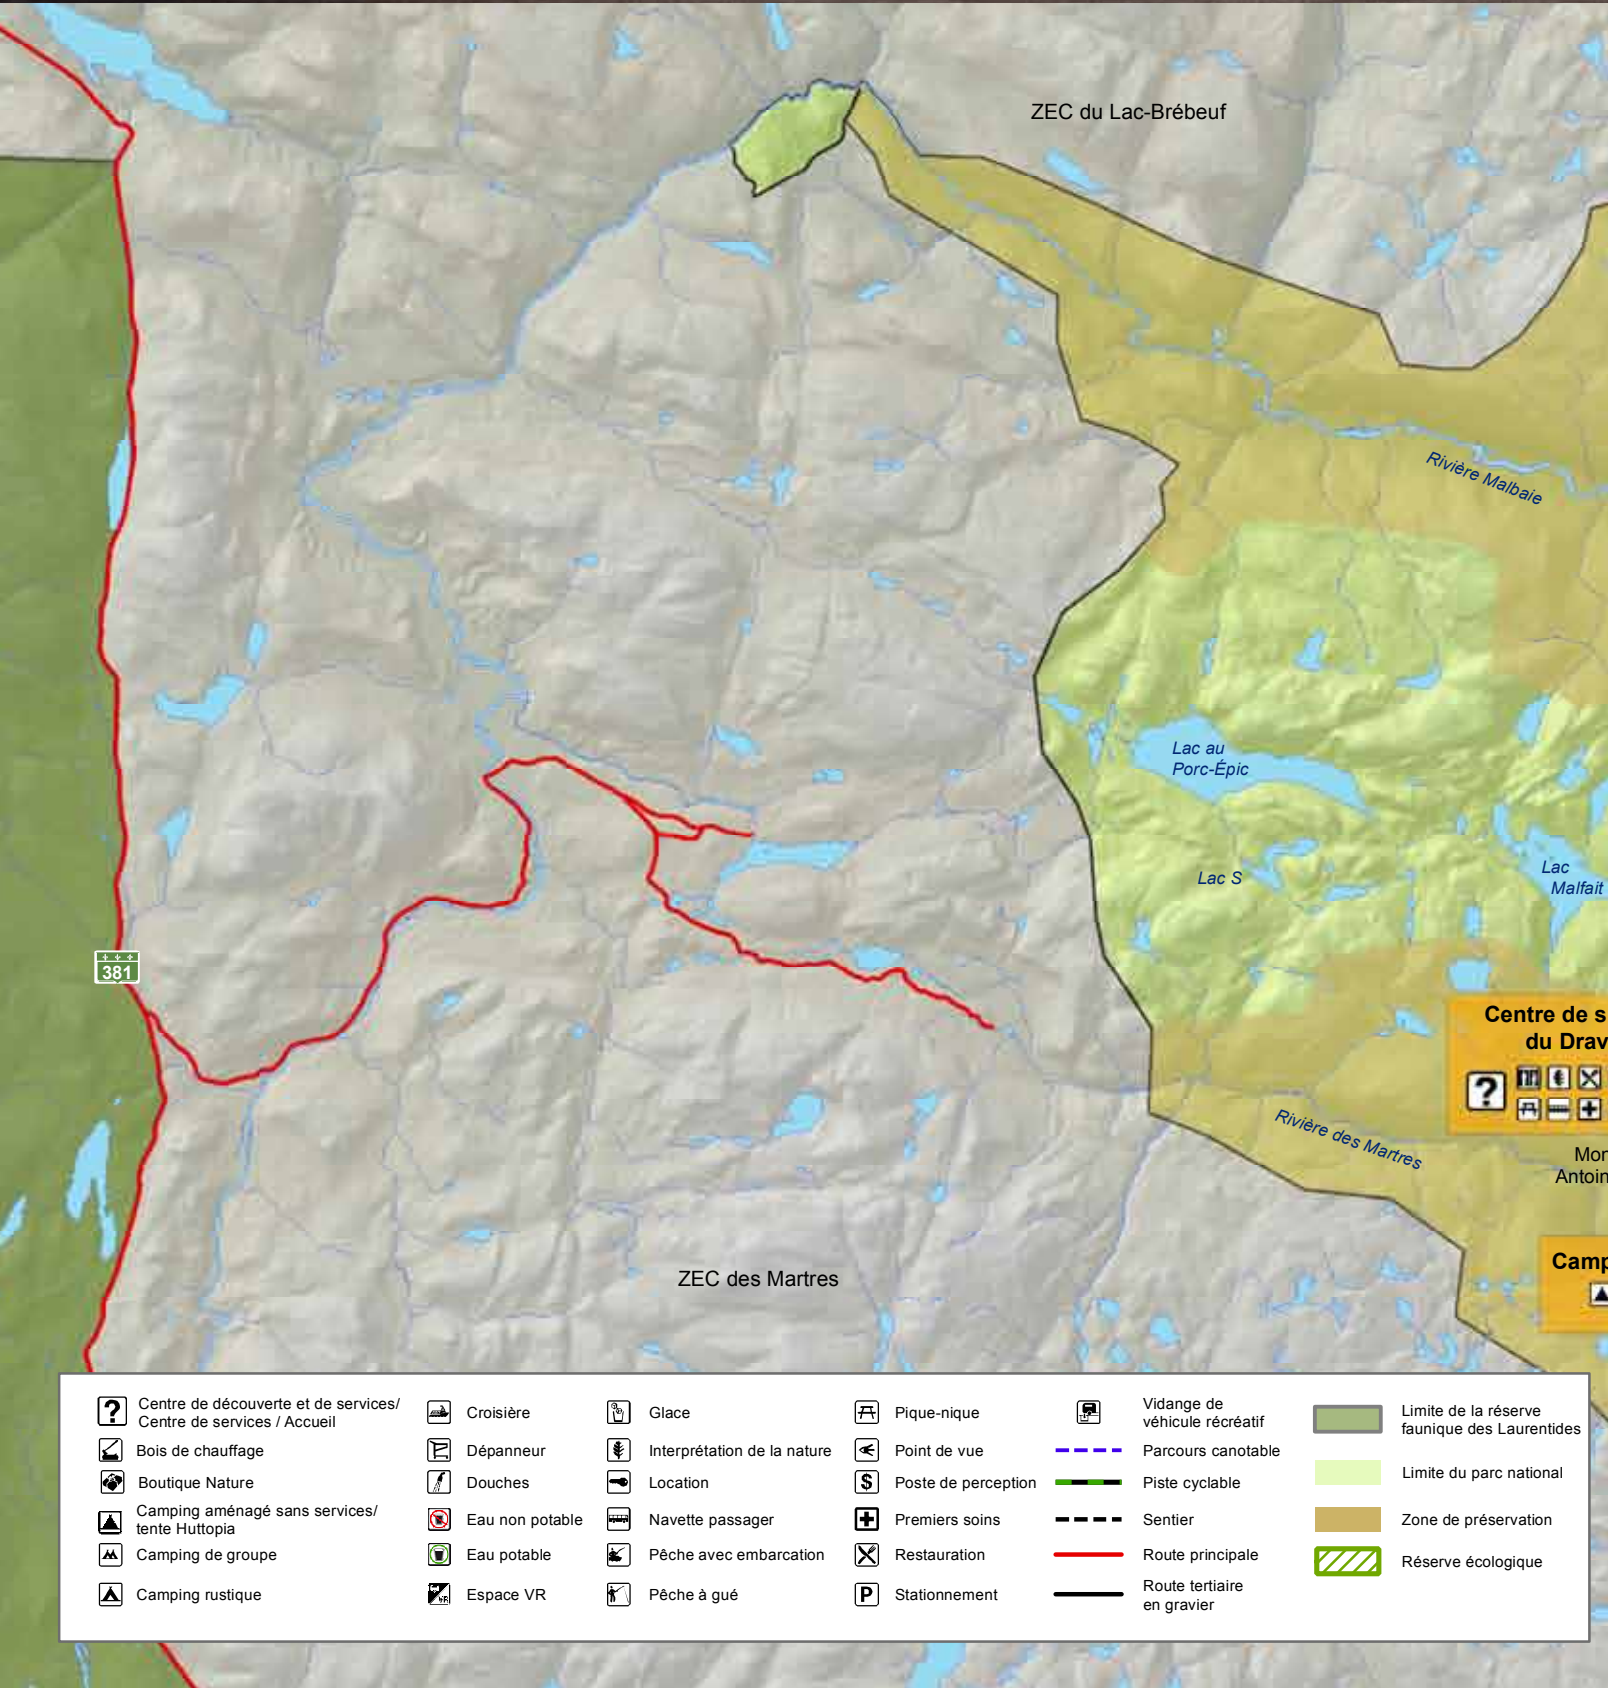 ZEC du Lac-Brébeuf
Rivière Malbaie
Lac au
Porc-Épic
Lac S
Lac
Malfait
381
Centre de s
du Drav
?
Rivière des Martres
Mor
Antoin
Camp
ZEC des Martres
? Centre de découverte et de services/
Centre de services / Accueil
Bois de chauffage
Boutique Nature
Camping aménagé sans services/
tente Huttopia
Camping de groupe
Camping rustique
Croisière
Dépanneur
Douches
Eau non potable
Eau potable
Espace VR
Glace
Interprétation de la nature
Location
Navette passager
Pêche avec embarcation
Pêche à gué
Pique-nique
Point de vue
$ Poste de perception
Premiers soins
Restauration
P Stationnement
Vidange de
véhicule récréatif
Parcours canotable
Piste cyclable
Sentier
Route principale
Route tertiaire
en gravier
Limite de la réserve
faunique des Laurentides
Limite du parc national
Zone de préservation
Réserve écologique